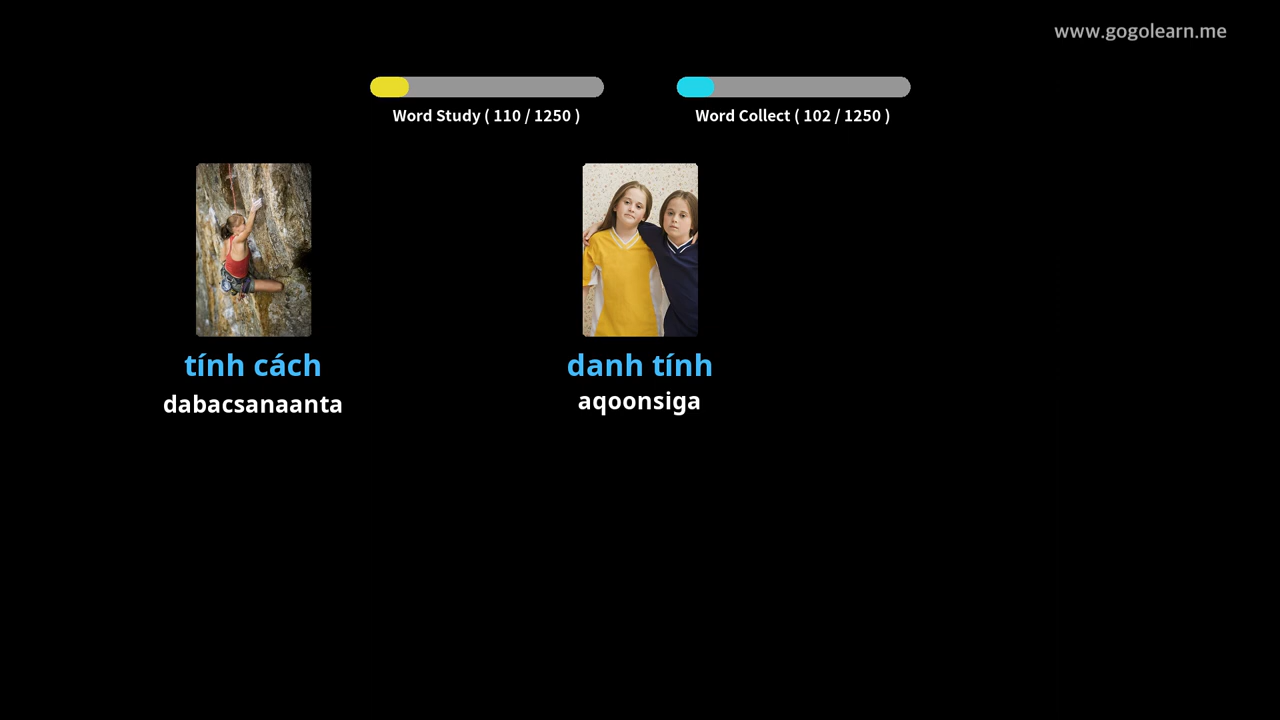 www.gogolearn.me
Word Study ( 110 / 1250 )
Word Collect ( 102 / 1250 )
tính cách
dabacsanaanta
danh tính
aqoonsiga